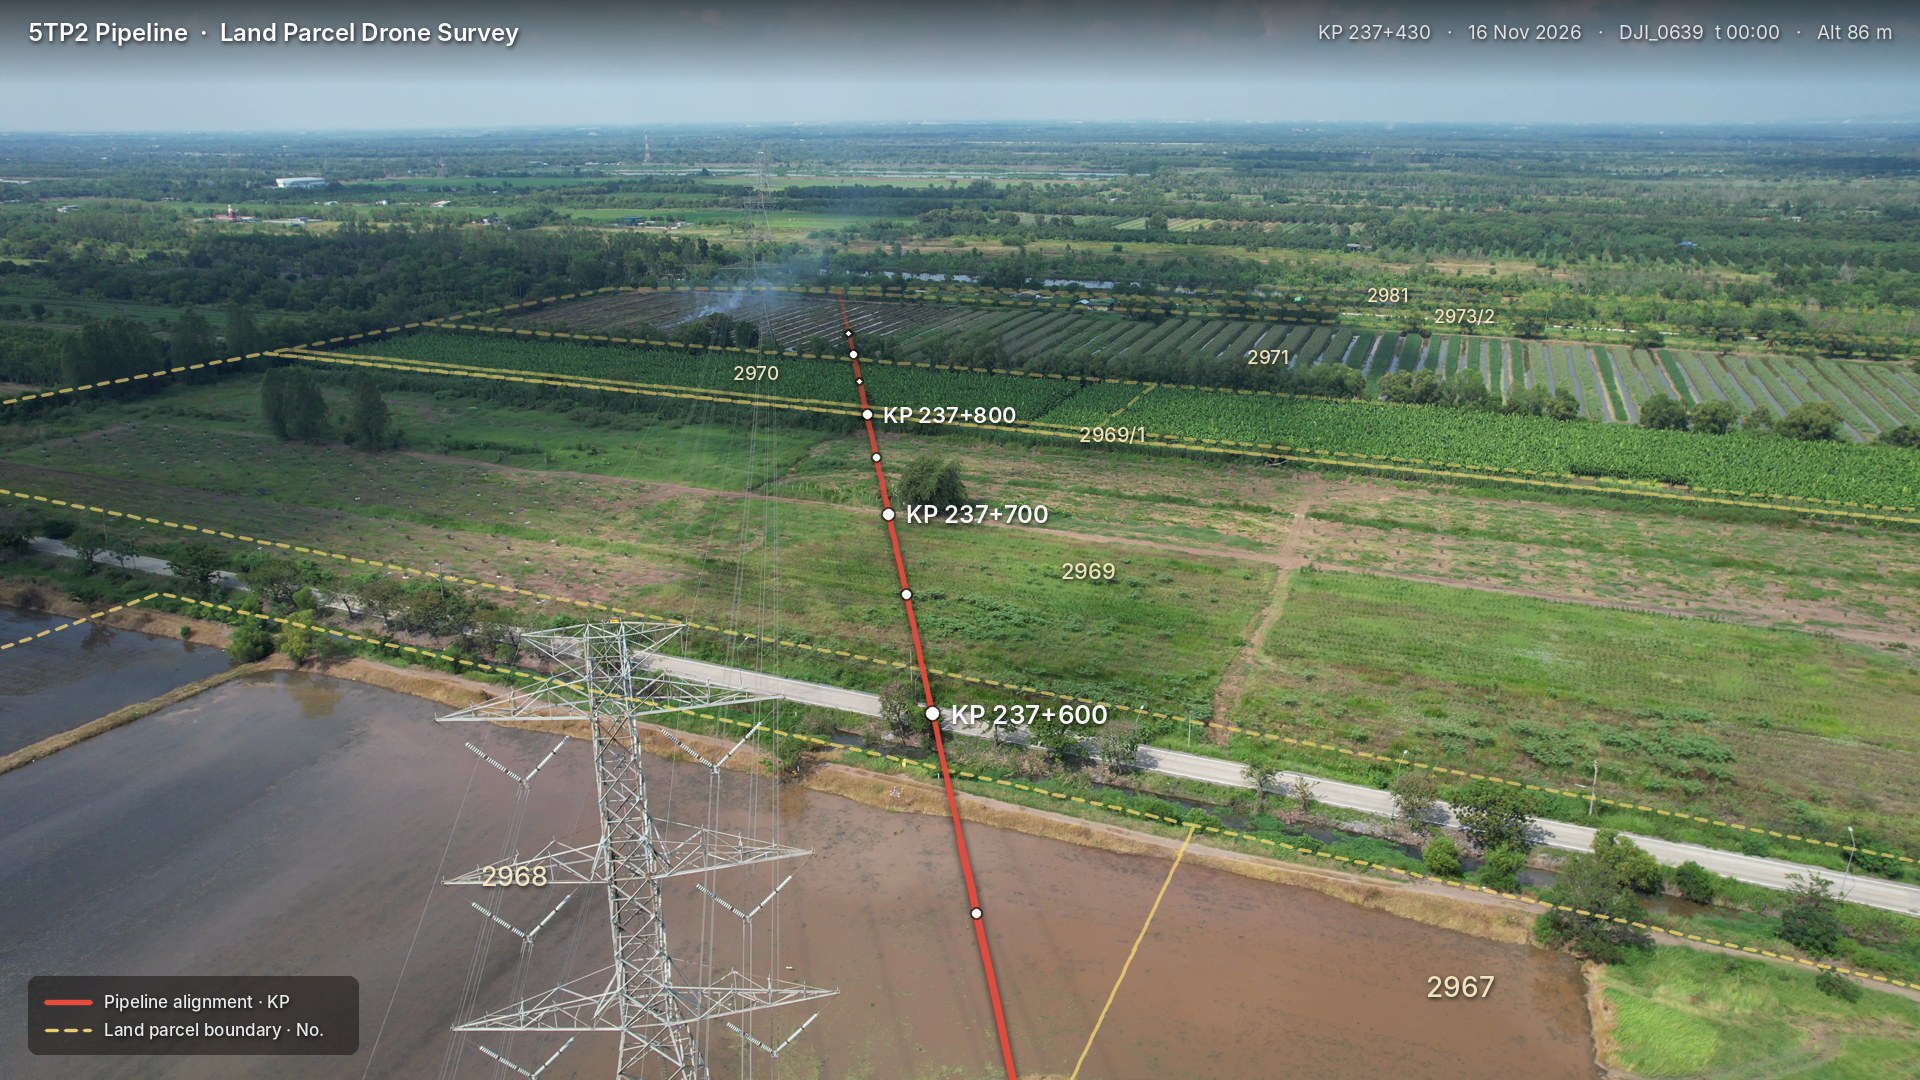 5TP2 Pipeline · Land Parcel Drone Survey
KP 237+430 · 16 Nov 2026 · DJI_0639 t 00:00 · Alt 86 m
2981
2973/2
2971
2970
KP 237+800
2969/1
KP 237+700
2969
KP 237+600
2968
2967
Pipeline alignment · KP
Land parcel boundary · No.